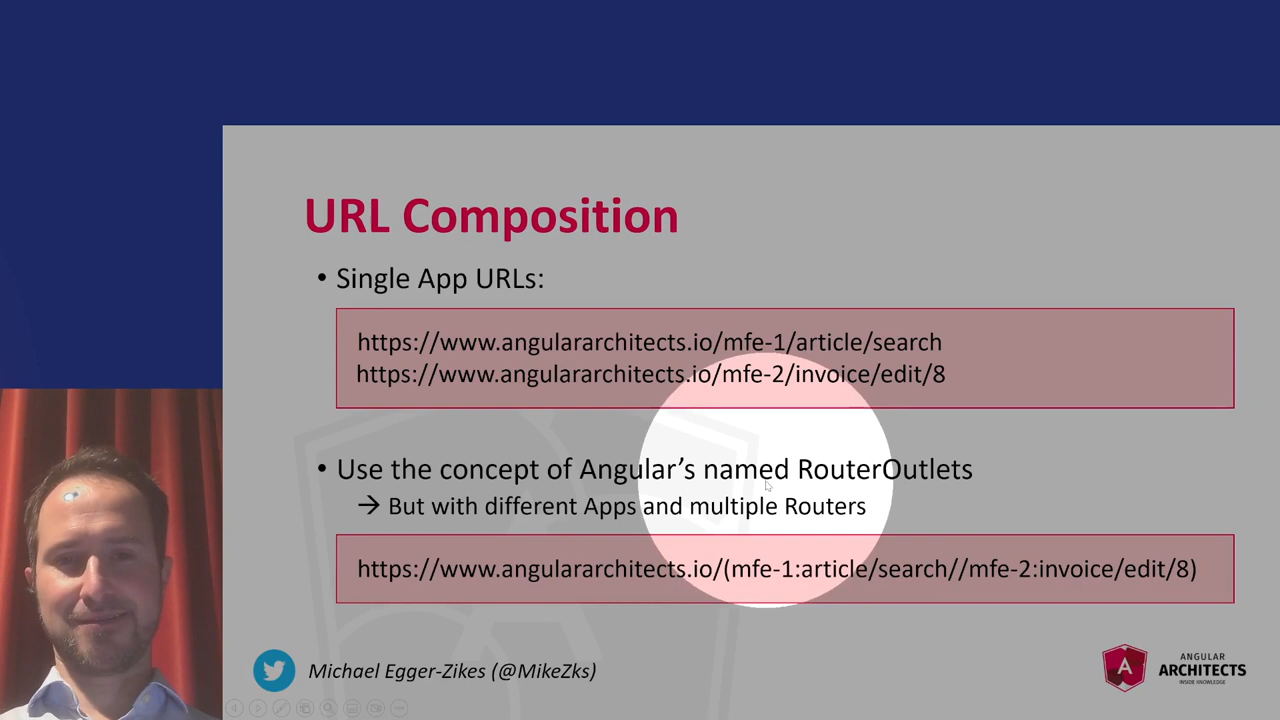 URL Composition
• Single App URLs:
https://www.angulararchitects.io/mfe-1/article/search
https://www.angulararchitects.io/mfe-2/invoice/edit/8
• Use the concept of Angular’s named RouterOutlets
→ But with different Apps and multiple Routers
https://www.angulararchitects.io/(mfe-1:article/search//mfe-2:invoice/edit/8)
Michael Egger-Zikes (@MikeZks)
A
ANGULAR
ARCHITECTS
INSIDE KNOWLEDGE